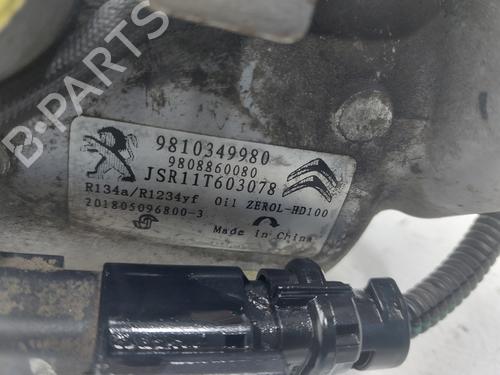 B-PARTS
9810349980
9808860080
JSR11T603078
R134a/R1234yf Oil ZEROL-HD100
201805096800-3
Made in China